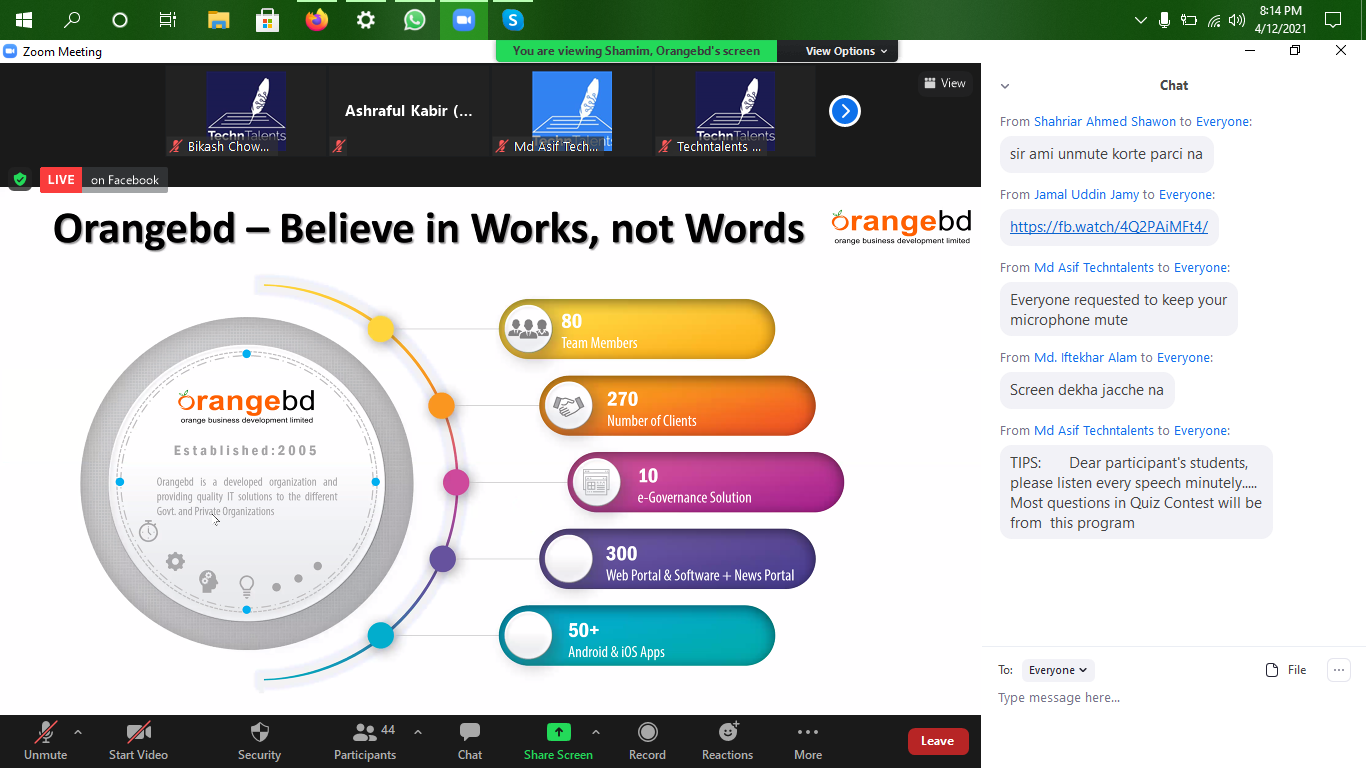 8:14 PM
4/12/2021
Zoom Meeting
You are viewing Shamim, Orangebd's screen
View Options
TechnTalents
Bikash Chow...
Ashraful Kabir (...
Md Asif Tech...
TechnTalents
Techntalents ...
View
LIVE on Facebook
Orangebd – Believe in Works, not Words
orangebd
orange business development limited
orangebd
orange business development limited
Established:2005
Orangebd is a developed organization and
providing quality IT solutions to the different
Govt. and Private Organizations
80
Team Members
270
Number of Clients
10
e-Governance Solution
300
Web Portal & Software + News Portal
50+
Android & iOS Apps
Unmute
Start Video
Security
Participants
44
Chat
Share Screen
Record
Reactions
More
Leave
Chat
From Shahriar Ahmed Shawon to Everyone:
sir ami unmute korte parci na
From Jamal Uddin Jamy to Everyone:
https://fb.watch/4Q2PAiMFt4/
From Md Asif Techntalents to Everyone:
Everyone requested to keep your
microphone mute
From Md. Iftekhar Alam to Everyone:
Screen dekha jacche na
From Md Asif Techntalents to Everyone:
TIPS: Dear participant's students,
please listen every speech minutely.....
Most questions in Quiz Contest will be
from this program
To: Everyone
File
Type message here...